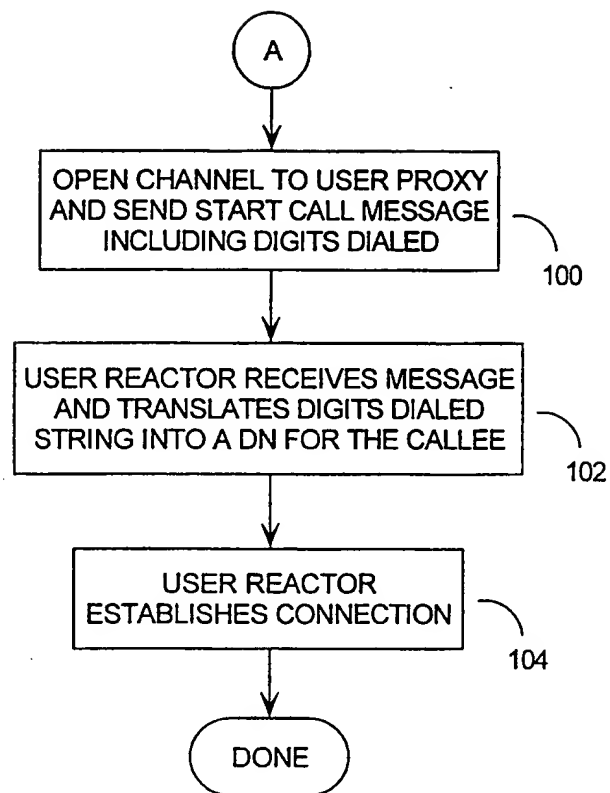 A
OPEN CHANNEL TO USER PROXY
AND SEND START CALL MESSAGE
INCLUDING DIGITS DIALED
100
USER REACTOR RECEIVES MESSAGE
AND TRANSLATES DIGITS DIALED
STRING INTO A DN FOR THE CALLEE
102
USER REACTOR
ESTABLISHES CONNECTION
104
DONE